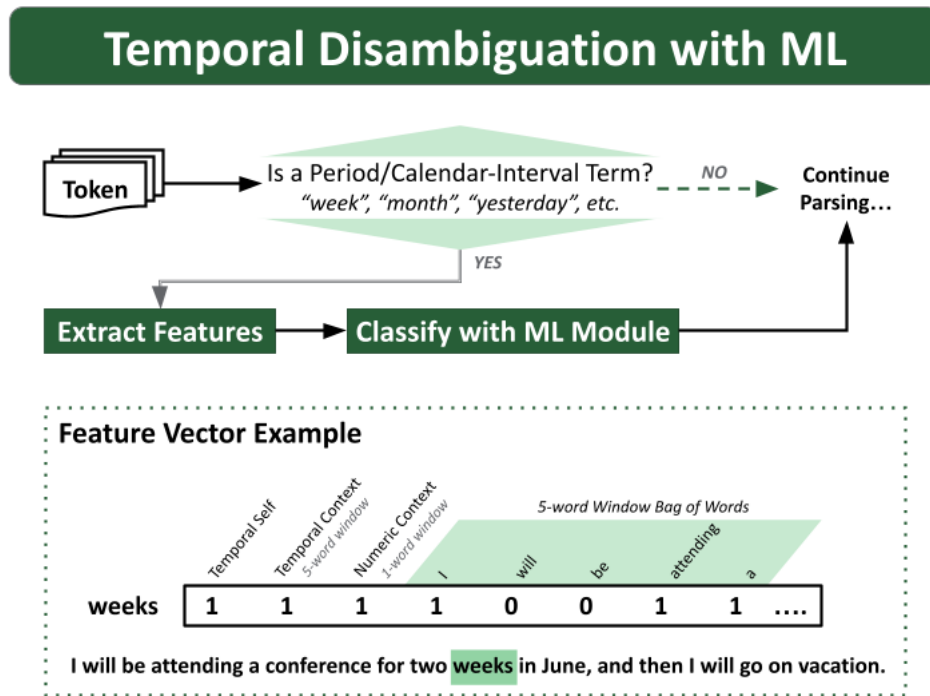 Temporal Disambiguation with ML
Token
Is a Period/Calendar-Interval Term?
“week”, “month”, “yesterday”, etc.
NO
Continue
Parsing...
YES
Extract Features
Classify with ML Module
Feature Vector Example
Temporal Self
Temporal Context
5-word window
Numeric Context
1-word window
5-word Window Bag of Words
I
will
be
attending
a
weeks 1 1 1 1 0 0 1 1 ....
I will be attending a conference for two weeks in June, and then I will go on vacation.